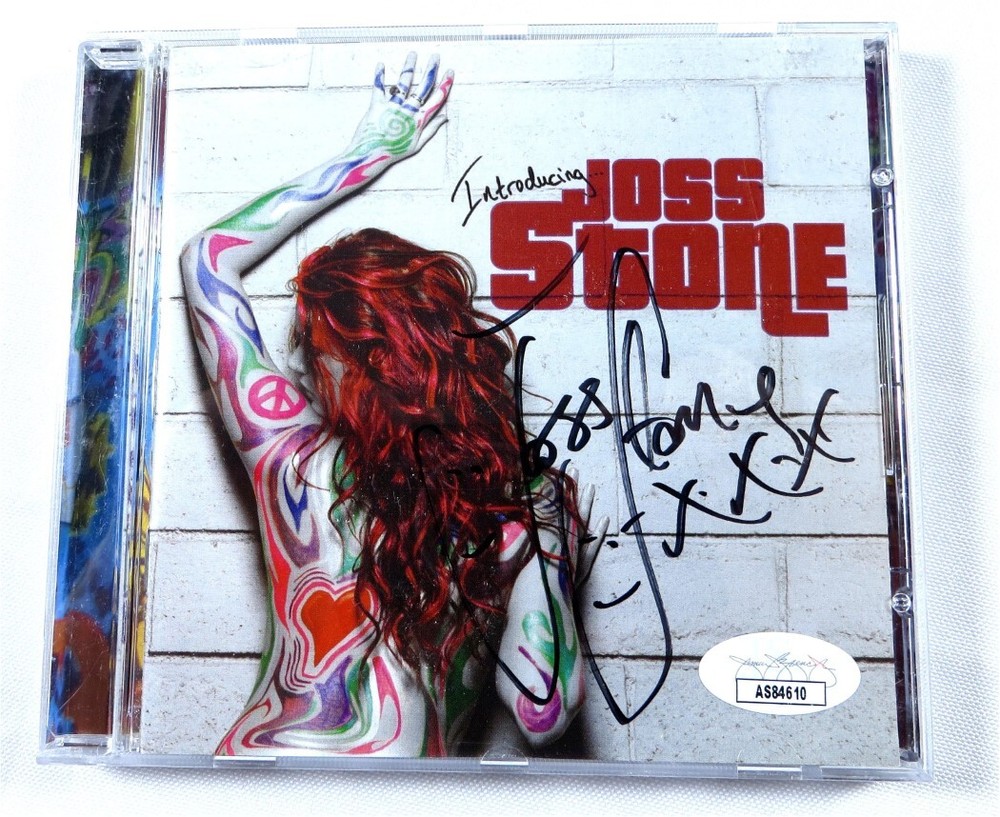 Introducing...
JOSS
STONE
Joss Stone
x.x.x
AS84610